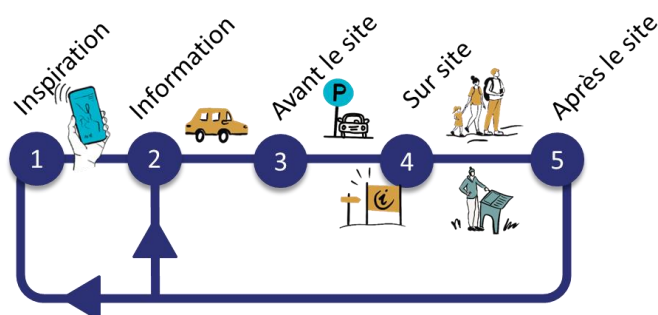 Inspiration
Information
Avant le site
Sur site
Après le site
P
1
2
3
4
5
i